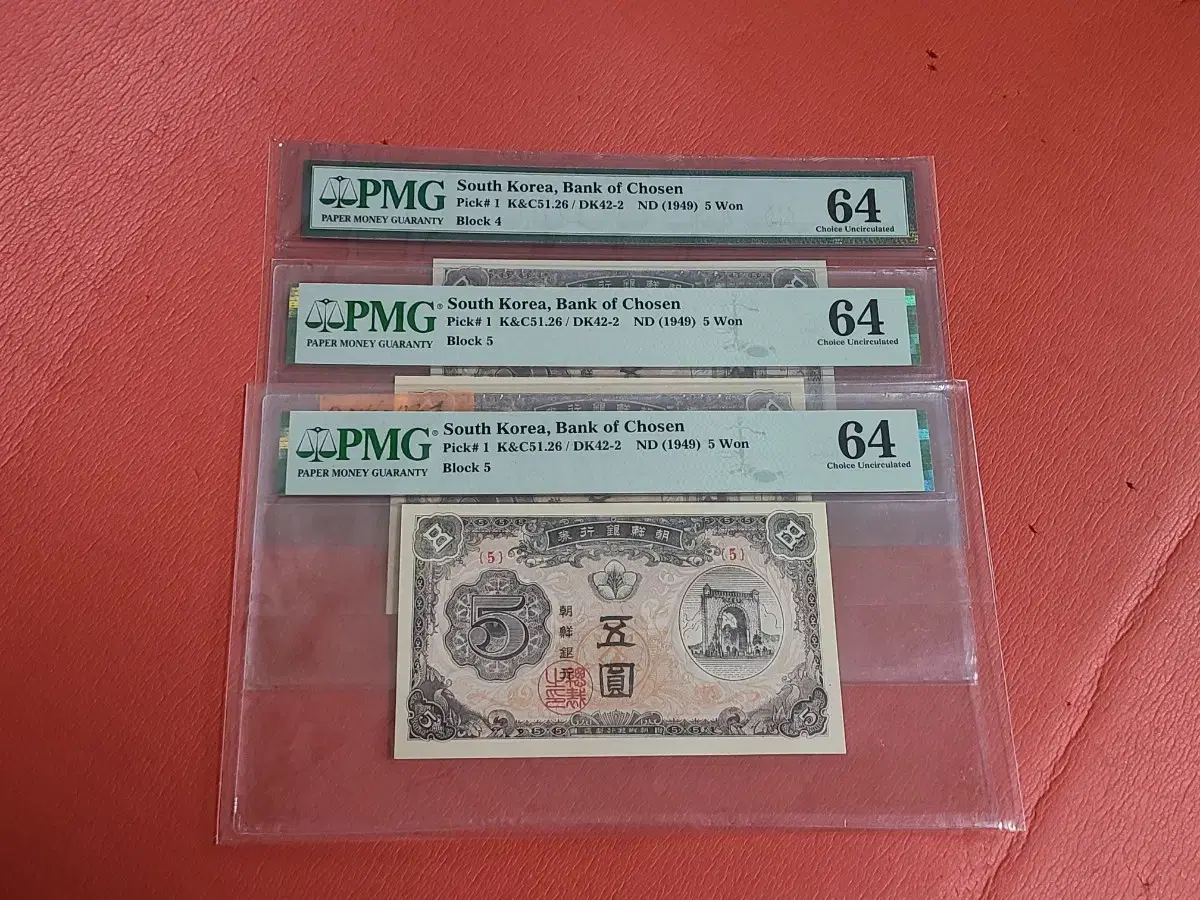 PMG
PAPER MONEY GUARANTY
South Korea, Bank of Chosen
Pick# 1 K&C51.26 / DK42-2 ND (1949) 5 Won
Block 4
64
Choice Uncirculated
PMG®
PAPER MONEY GUARANTY
South Korea, Bank of Chosen
Pick# 1 K&C51.26 / DK42-2 ND (1949) 5 Won
Block 5
64
Choice Uncirculated
PMG®
PAPER MONEY GUARANTY
South Korea, Bank of Chosen
Pick# 1 K&C51.26 / DK42-2 ND (1949) 5 Won
Block 5
64
Choice Uncirculated
券行銀鮮朝
{5} {5}
5
朝鮮銀行
五圓
総裁之印